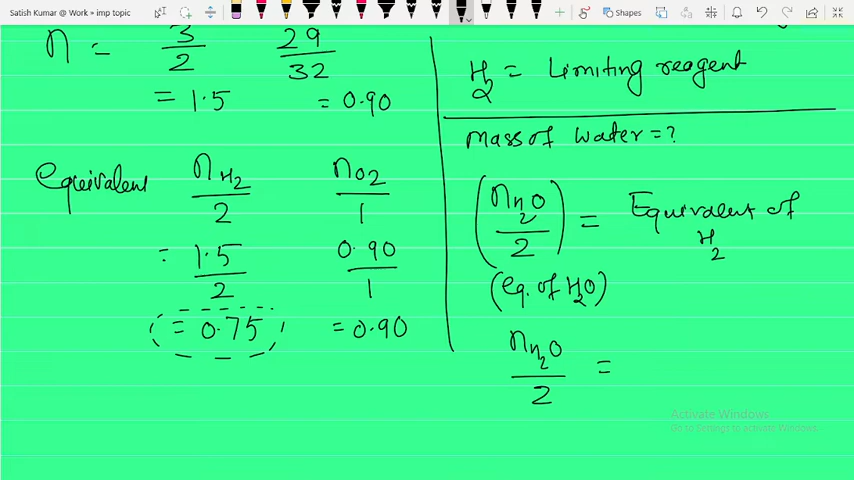 Satish Kumar @ Work » imp topic
Shapes
n = 3/2 29/32
= 1.5 = 0.90
Equivalent nH2/2 nO2/1
= 1.5/2 0.90/1
= 0.75 = 0.90
H2 = Limiting reagent
Mass of Water = ?
(nH2O/2) = Equivalent of H2
(eq. of H2O)
nH2O/2 =
Activate Windows
Go to Settings to activate Windows.